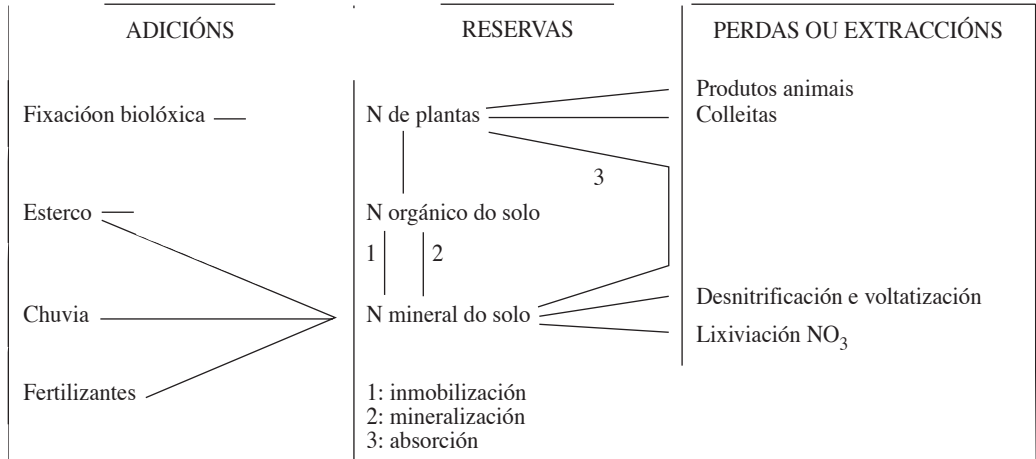 ADICIÓNS
RESERVAS
PERDAS OU EXTRACCIÓNS
Fixacióon biolóxica
Esterco
Chuvia
Fertilizantes
N de plantas
N orgánico do solo
1
2
N mineral do solo
3
1: inmobilización
2: mineralización
3: absorción
Produtos animais
Colleitas
Desnitrificación e voltatización
Lixiviación NO₃